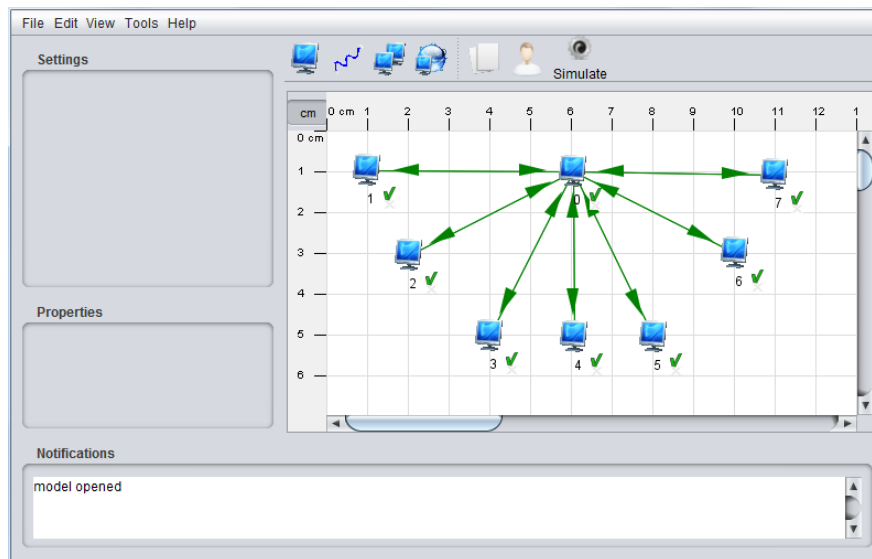 File Edit View Tools Help
Settings
Simulate
cm 0 cm 1 2 3 4 5 6 7 8 9 10 11 12 1
0 cm
1
1 0 7
2
3
2 6
4
5
3 4 5
6
Properties
Notifications
model opened